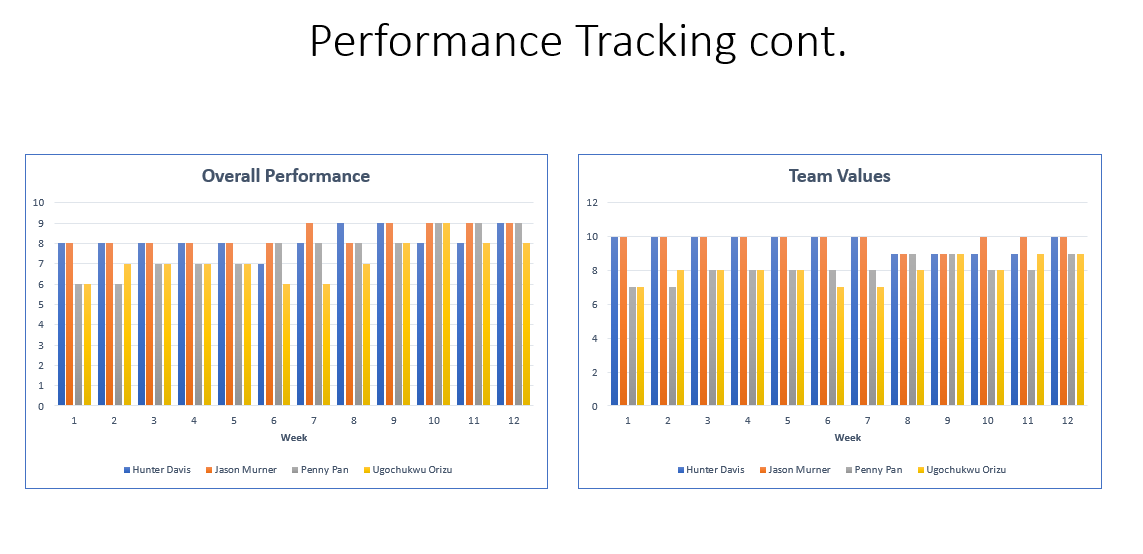 Performance Tracking cont.
Overall Performance
10
9
8
7
6
5
4
3
2
1
0
1 2 3 4 5 6 7 8 9 10 11 12
Week
Hunter Davis Jason Murner Penny Pan Ugochukwu Orizu
Team Values
12
10
8
6
4
2
0
1 2 3 4 5 6 7 8 9 10 11 12
Week
Hunter Davis Jason Murner Penny Pan Ugochukwu Orizu